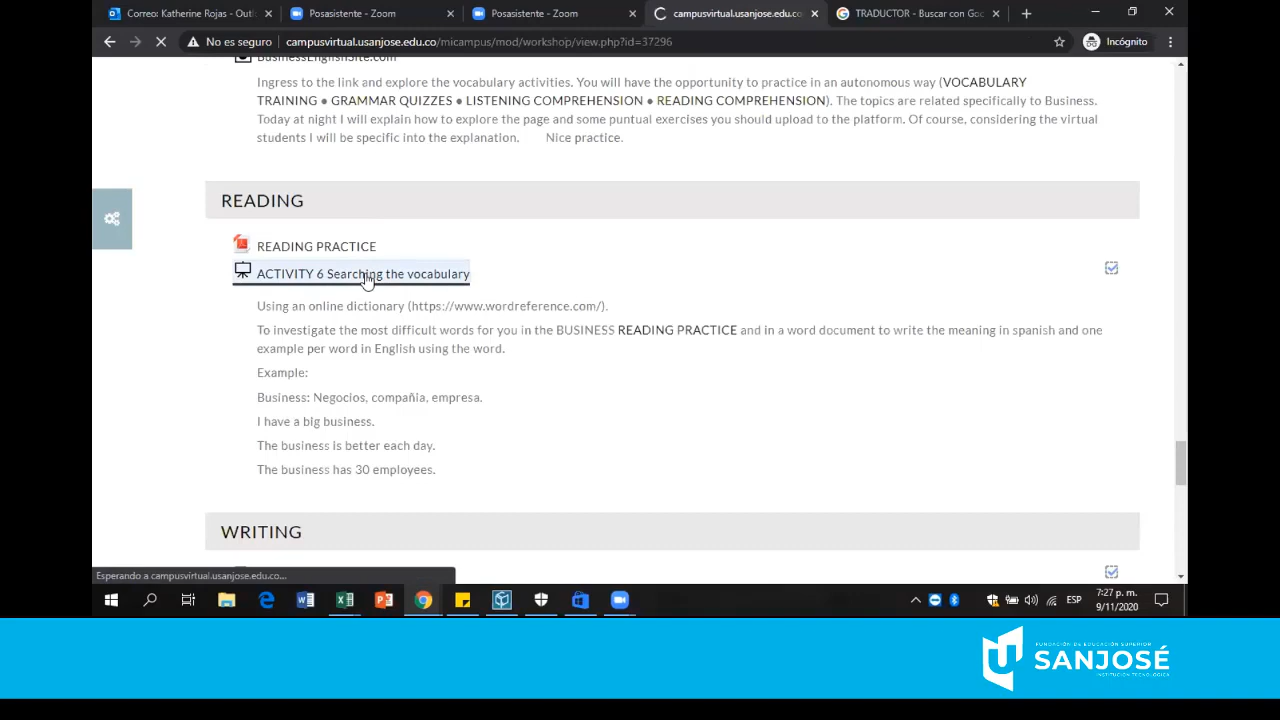 Correo: Katherine Rojas - Outl
Posasistente - Zoom
Posasistente - Zoom
campusvirtual.usanjose.edu.co/m
TRADUCTOR - Buscar con Goo
No es seguro
campusvirtual.usanjose.edu.co/micampus/mod/workshop/view.php?id=37296
Incógnito
BusinessEnglishSite.com
Ingress to the link and explore the vocabulary activities. You will have the opportunity to practice in an autonomous way (VOCABULARY
TRAINING • GRAMMAR QUIZZES • LISTENING COMPREHENSION • READING COMPREHENSION). The topics are related specifically to Business.
Today at night I will explain how to explore the page and some puntual exercises you should upload to the platform. Of course, considering the virtual
students I will be specific into the explanation. Nice practice.
READING
READING PRACTICE
ACTIVITY 6 Searching the vocabulary
Using an online dictionary (https://www.wordreference.com/).
To investigate the most difficult words for you in the BUSINESS READING PRACTICE and in a word document to write the meaning in spanish and one
example per word in English using the word.
Example:
Business: Negocios, compañia, empresa.
I have a big business.
The business is better each day.
The business has 30 employees.
WRITING
Esperando a campusvirtual.usanjose.edu.co...
ESP
7:27 p. m.
9/11/2020
FUNDACIÓN DE EDUCACIÓN SUPERIOR
SANJOSÉ
INSTITUCIÓN TECNOLÓGICA